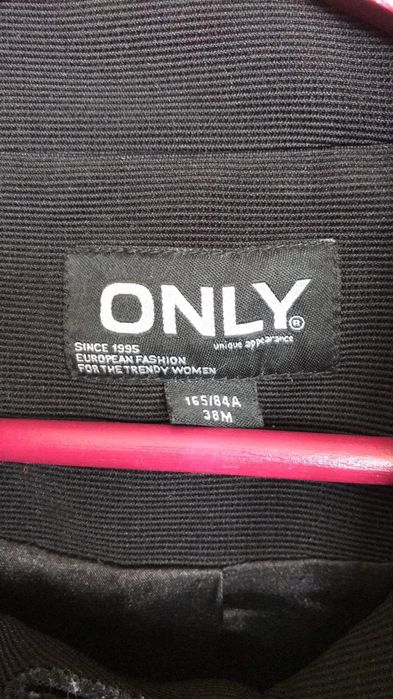 ONLY®
unique appearance
SINCE 1995
EUROPEAN FASHION
FOR THE TRENDY WOMEN
165/84A
38M